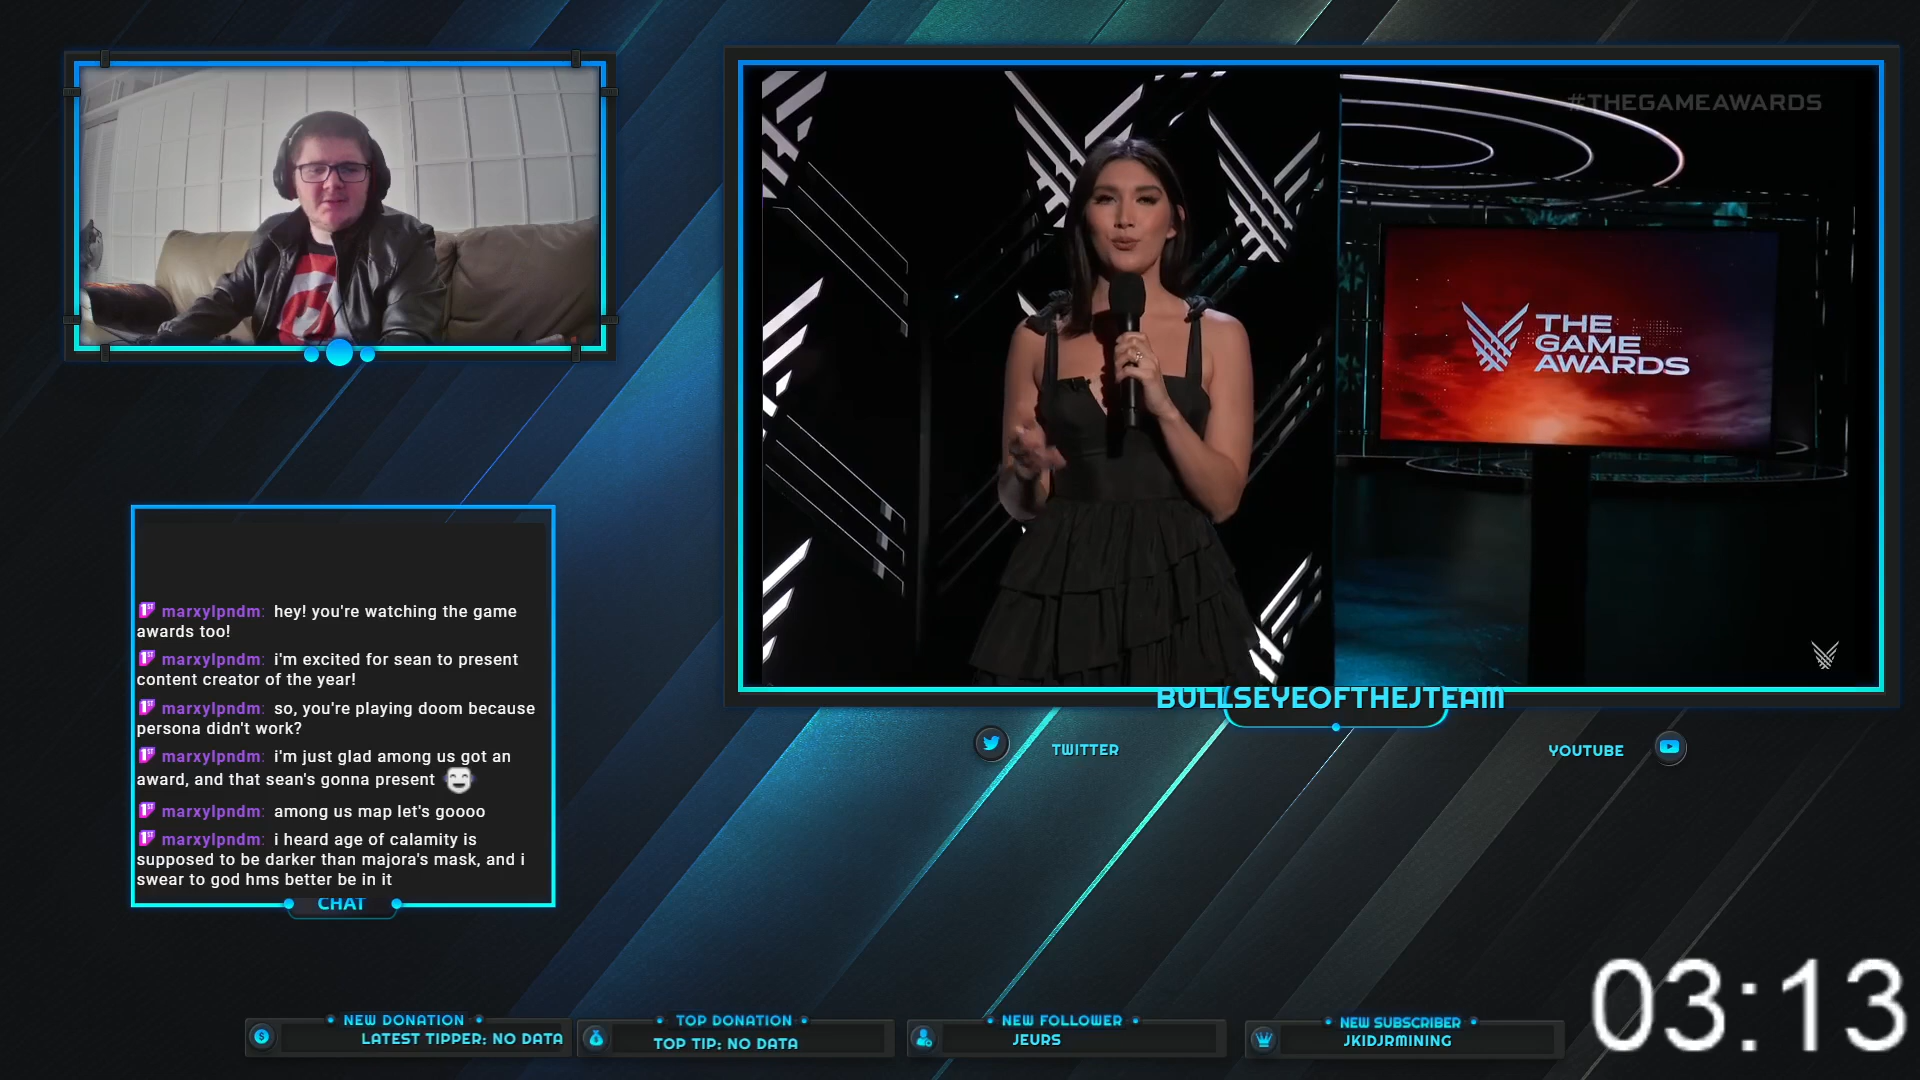 #THEGAMEAWARDS
THE
GAME
AWARDS
BULLSEYEOFTHEJTEAM
TWITTER
YOUTUBE
marxylpndm: hey! you're watching the game
awards too!
marxylpndm: i'm excited for sean to present
content creator of the year!
marxylpndm: so, you're playing doom because
persona didn't work?
marxylpndm: i'm just glad among us got an
award, and that sean's gonna present
marxylpndm: among us map let's goooo
marxylpndm: i heard age of calamity is
supposed to be darker than majora's mask, and i
swear to god hms better be in it
CHAT
03:13
NEW DONATION
LATEST TIPPER: NO DATA
TOP DONATION
TOP TIP: NO DATA
NEW FOLLOWER
JEURS
NEW SUBSCRIBER
JKIDJRMINING